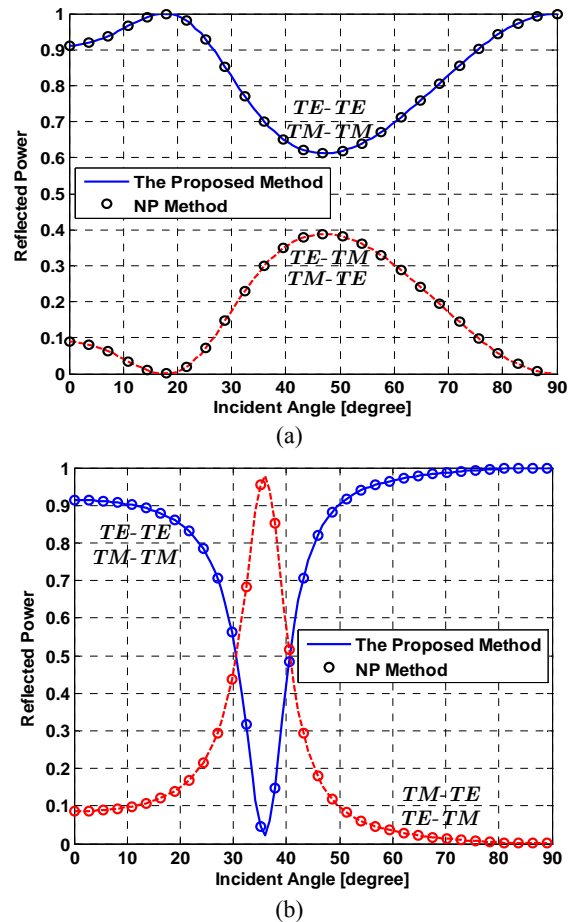 1
0.9
0.8
0.7
0.6
0.5
0.4
0.3
0.2
0.1
0
Reflected Power
TE-TE
TM-TM
The Proposed Method
NP Method
TE-TM
TM-TE
0 10 20 30 40 50 60 70 80 90
Incident Angle [degree]
(a)
1
0.9
0.8
0.7
0.6
0.5
0.4
0.3
0.2
0.1
0
Reflected Power
TE-TE
TM-TM
The Proposed Method
NP Method
TM-TE
TE-TM
0 10 20 30 40 50 60 70 80 90
Incident Angle [degree]
(b)